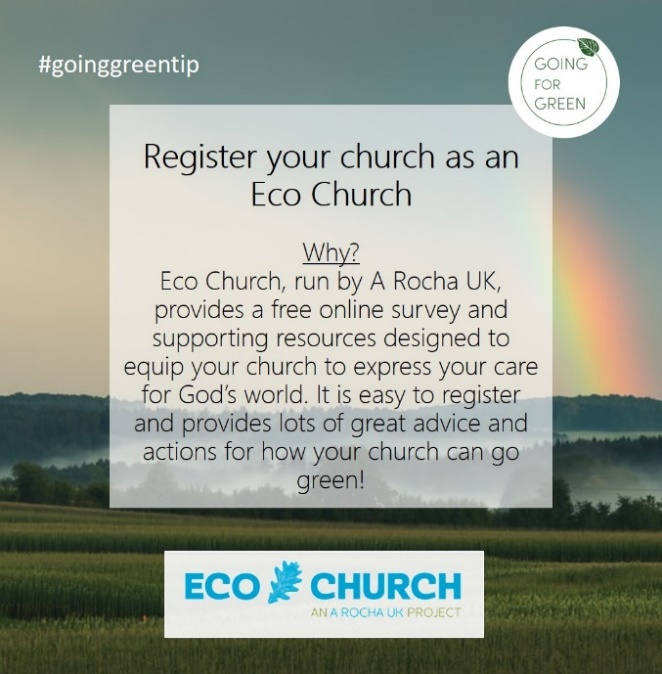 #goinggreentip
GOING
FOR
GREEN
Register your church as an
Eco Church
Why?
Eco Church, run by A Rocha UK,
provides a free online survey and
supporting resources designed to
equip your church to express your care
for God's world. It is easy to register
and provides lots of great advice and
actions for how your church can go
green!
ECO CHURCH
AN A ROCHA UK PROJECT